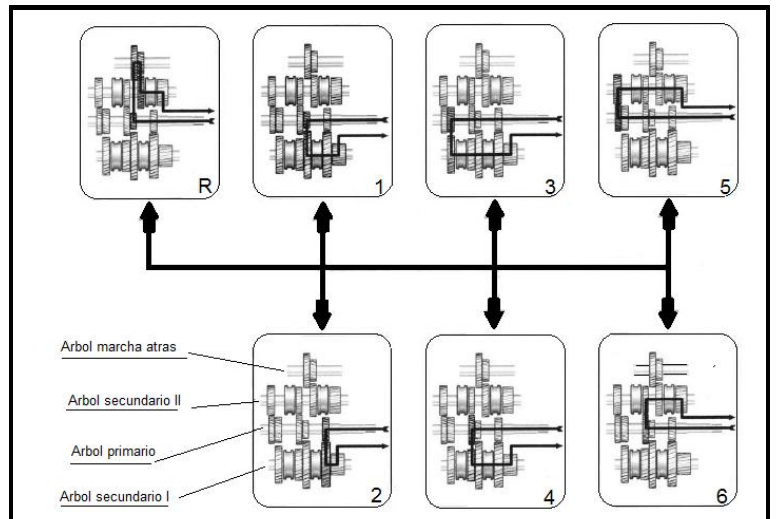 R
1
3
5
Arbol marcha atras
Arbol secundario II
Arbol primario
Arbol secundario I
2
4
6